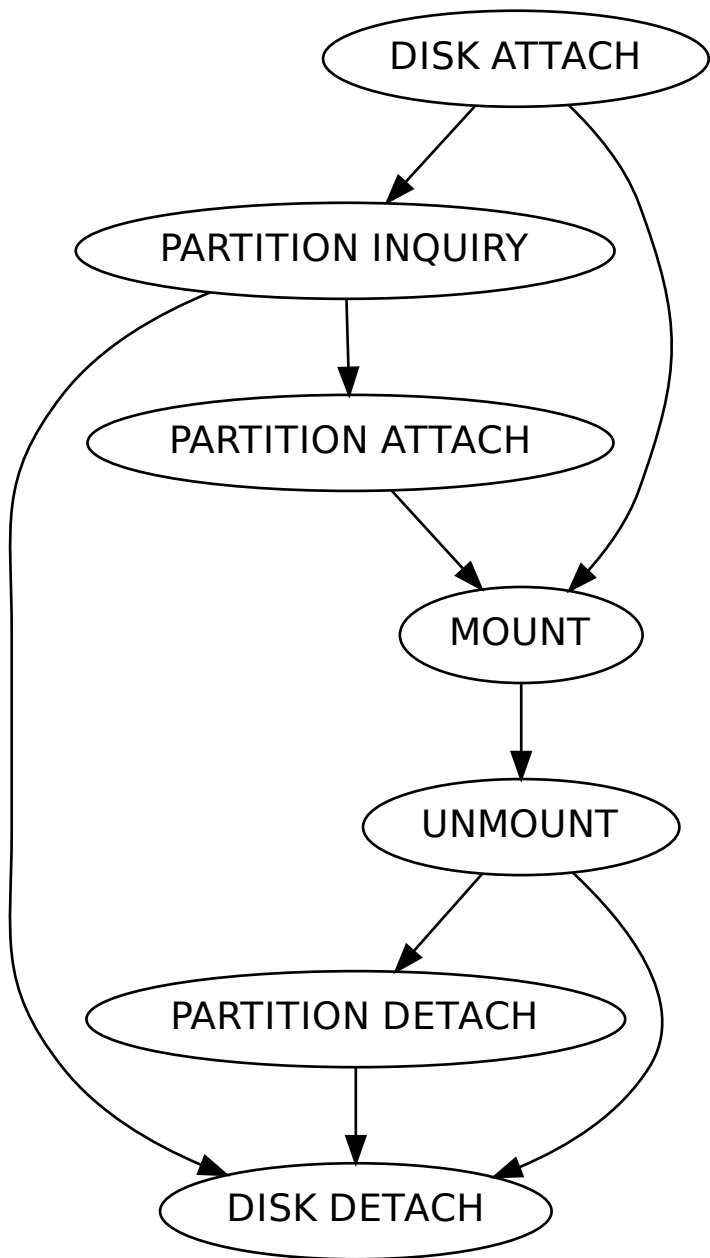 DISK ATTACH
PARTITION INQUIRY
PARTITION ATTACH
MOUNT
UNMOUNT
PARTITION DETACH
DISK DETACH